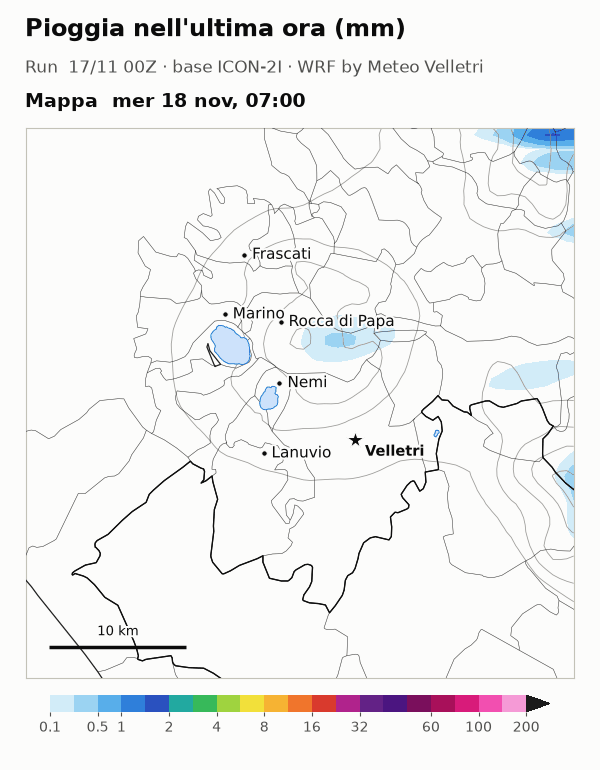 Pioggia nell'ultima ora (mm)
Run  17/11 00Z · base ICON-2I · WRF by Meteo Velletri
Mappa  mer 18 nov, 07:00
Frascati
Marino
Rocca di Papa
Nemi
Velletri
Lanuvio
10 km
0.1 0.5 1 2 4 8 16 32 60 100 200